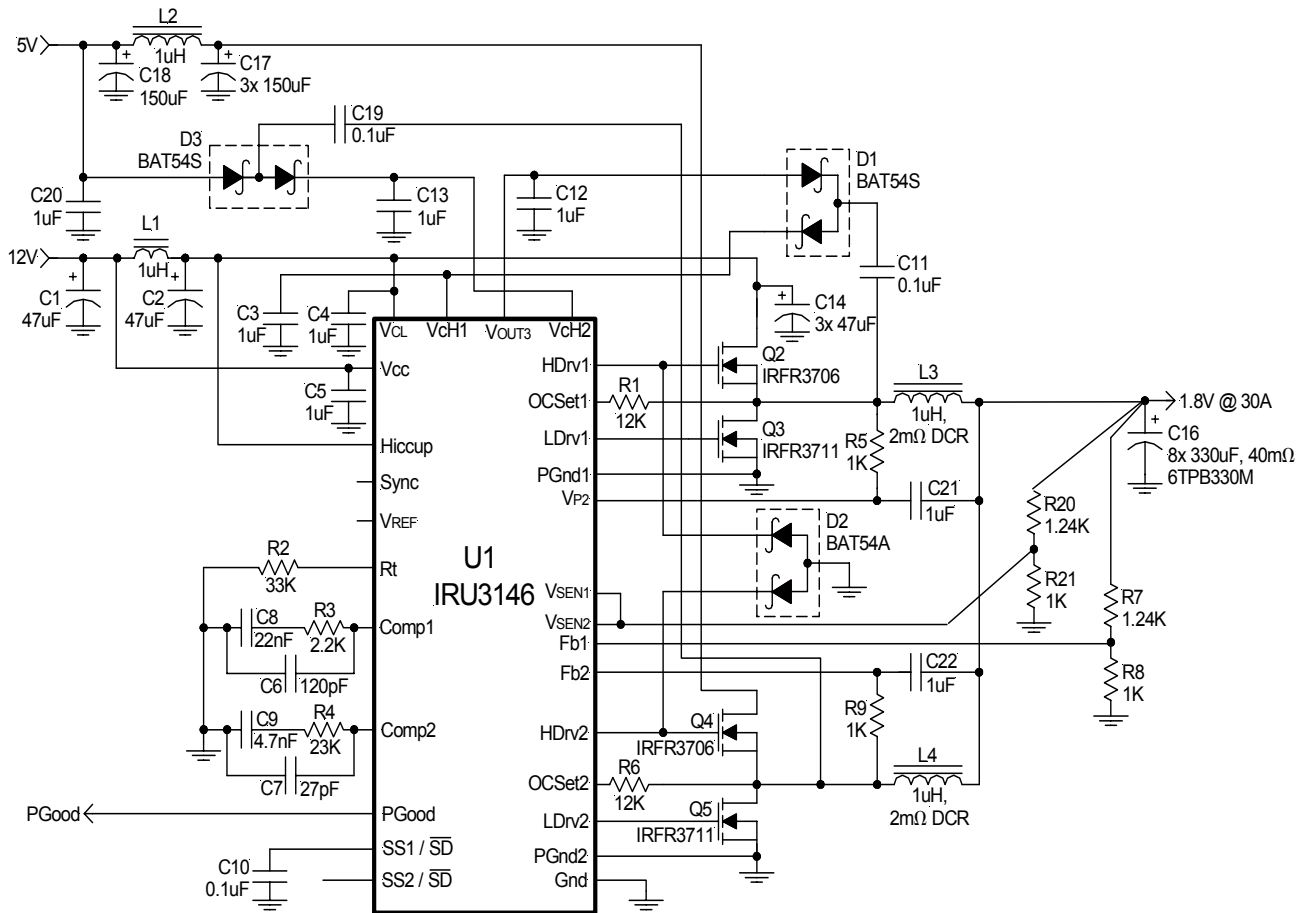 L2
5V
1uH
C18
150uF
C17
3x 150uF
C19
0.1uF
D3
BAT54S
D1
BAT54S
C20
1uF
C13
1uF
C12
1uF
L1
12V
1uH
C1
47uF
C2
47uF
C3
1uF
C4
1uF
C11
0.1uF
C14
3x 47uF
VCL
VcH1
VOUT3
VcH2
Vcc
C5
1uF
Hiccup
Sync
VREF
Rt
Comp1
Comp2
PGood
SS1 / SD
SS2 / SD
U1
IRU3146
HDrv1
OCSet1
LDrv1
PGnd1
VP2
VSEN1
VSEN2
Fb1
Fb2
HDrv2
OCSet2
LDrv2
PGnd2
Gnd
Q2
IRFR3706
R1
12K
Q3
IRFR3711
L3
1uH,
2mΩ DCR
1.8V @ 30A
C16
8x 330uF, 40mΩ
6TPB330M
R5
1K
C21
1uF
D2
BAT54A
R20
1.24K
R21
1K
R7
1.24K
R8
1K
C22
1uF
R9
1K
R2
33K
C8
22nF
R3
2.2K
C6
120pF
C9
4.7nF
R4
23K
C7
27pF
Q4
IRFR3706
R6
12K
Q5
IRFR3711
L4
1uH,
2mΩ DCR
PGood
C10
0.1uF